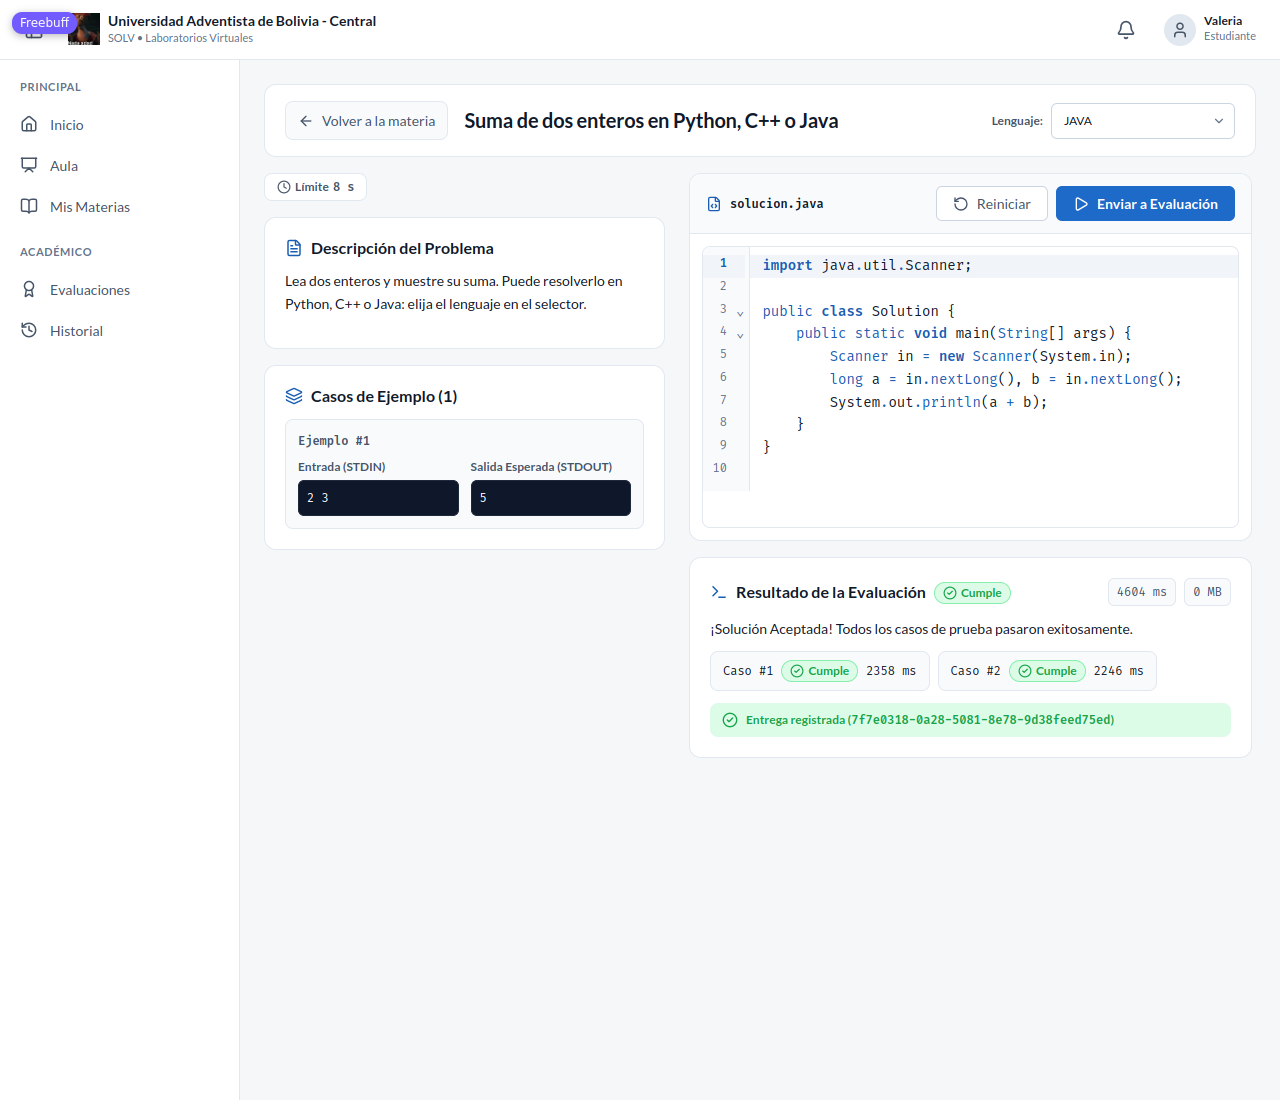 Freebuff
Universidad Adventista de Bolivia - Central
SOLV • Laboratorios Virtuales
Valeria
Estudiante
PRINCIPAL
Inicio
Aula
Mis Materias
ACADÉMICO
Evaluaciones
Historial
Volver a la materia
Suma de dos enteros en Python, C++ o Java
Lenguaje:
JAVA
Límite 8 s
Descripción del Problema
Lea dos enteros y muestre su suma. Puede resolverlo en
Python, C++ o Java: elija el lenguaje en el selector.
Casos de Ejemplo (1)
Ejemplo #1
Entrada (STDIN)
Salida Esperada (STDOUT)
2 3
5
solucion.java
Reiniciar
Enviar a Evaluación
1 import java.util.Scanner;
2
3 public class Solution {
4     public static void main(String[] args) {
5         Scanner in = new Scanner(System.in);
6         long a = in.nextLong(), b = in.nextLong();
7         System.out.println(a + b);
8     }
9 }
10
Resultado de la Evaluación
Cumple
4604 ms
0 MB
¡Solución Aceptada! Todos los casos de prueba pasaron exitosamente.
Caso #1 Cumple 2358 ms
Caso #2 Cumple 2246 ms
Entrega registrada (7f7e0318-0a28-5081-8e78-9d38feed75ed)